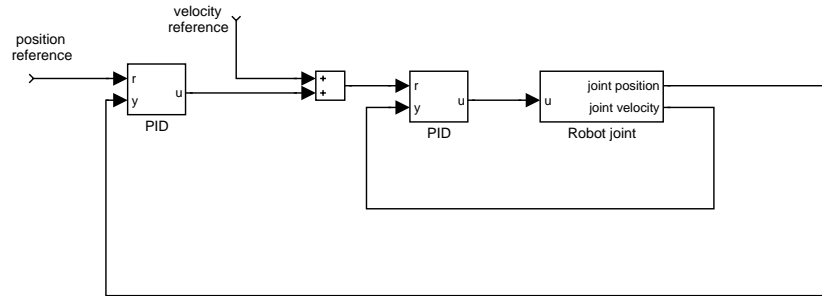 velocity
reference
position
reference
r
y
u
PID
+
+
r
y
u
PID
u
joint position
joint velocity
Robot joint